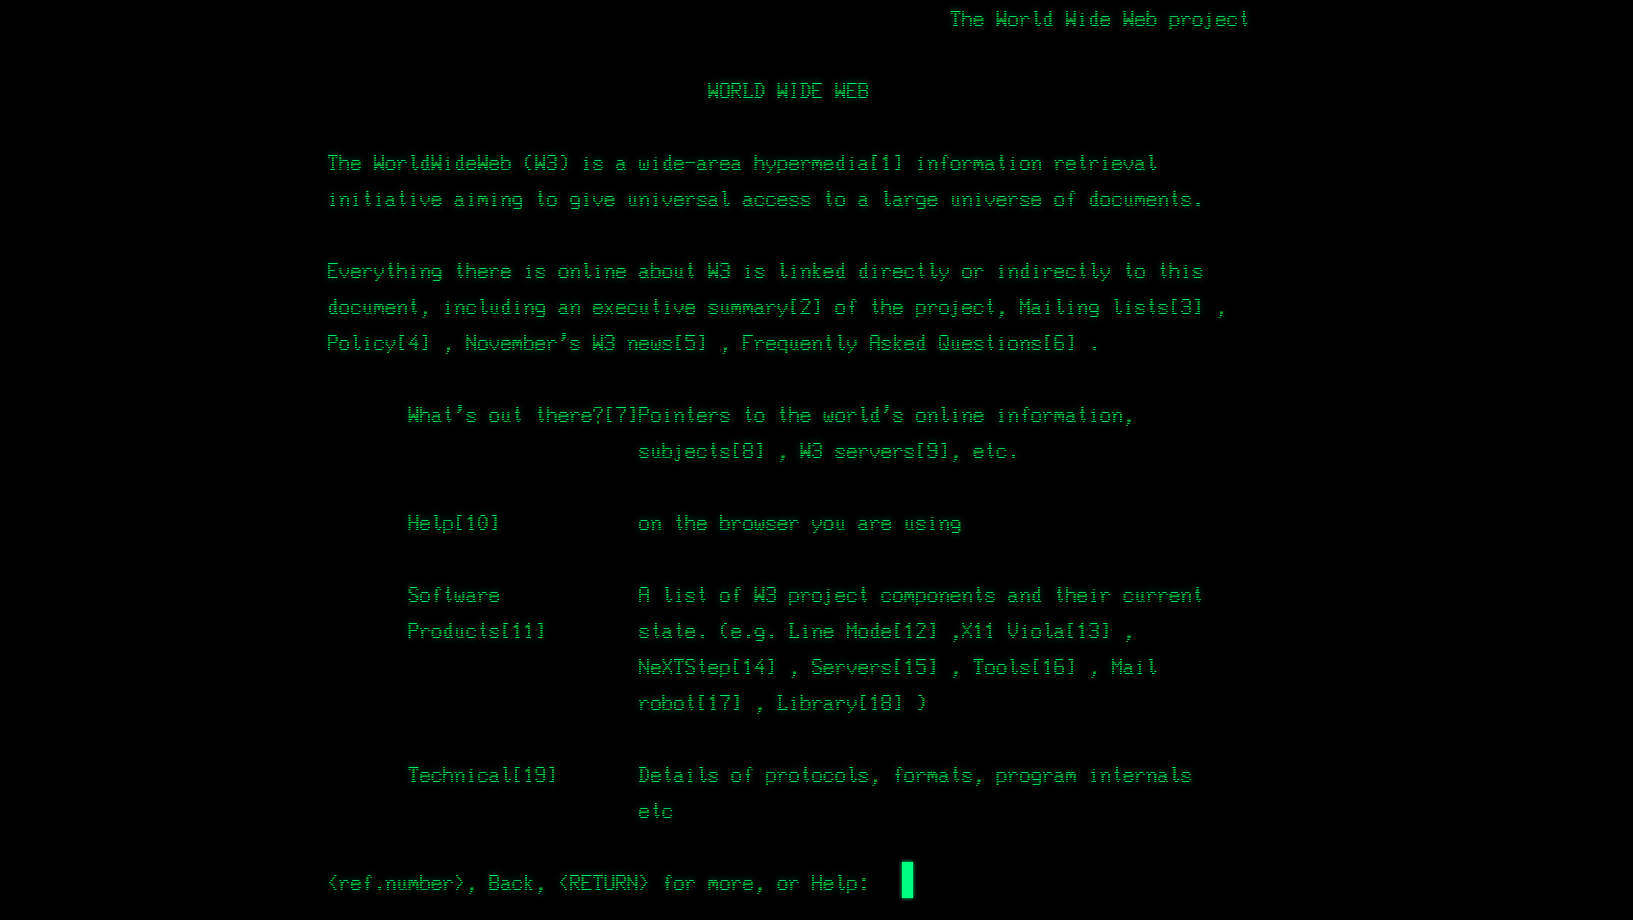 The World Wide Web project
WORLD WIDE WEB
The WorldWideWeb (W3) is a wide-area hypermedia[1] information retrieval
initiative aiming to give universal access to a large universe of documents.
Everything there is online about W3 is linked directly or indirectly to this
document, including an executive summary[2] of the project, Mailing lists[3] ,
Policy[4] , November's W3 news[5] , Frequently Asked Questions[6] .
What's out there?[7]Pointers to the world's online information,
subjects[8] , W3 servers[9], etc.
Help[10] on the browser you are using
Software A list of W3 project components and their current
Products[11] state. (e.g. Line Mode[12] ,X11 Viola[13] ,
NeXTStep[14] , Servers[15] , Tools[16] , Mail
robot[17] , Library[18] )
Technical[19] Details of protocols, formats, program internals
etc
<ref.number>, Back, <RETURN> for more, or Help: